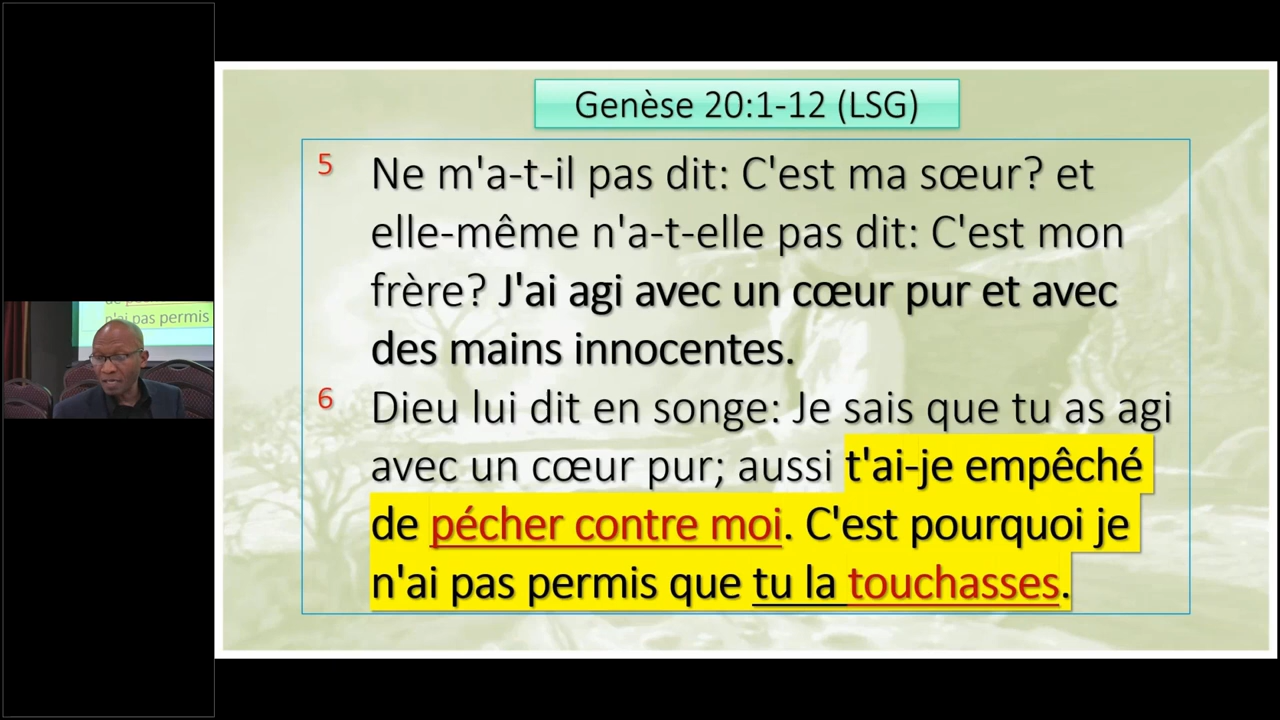 Genèse 20:1-12 (LSG)
5 Ne m'a-t-il pas dit: C'est ma sœur? et
elle-même n'a-t-elle pas dit: C'est mon
frère? J'ai agi avec un cœur pur et avec
des mains innocentes.
6 Dieu lui dit en songe: Je sais que tu as agi
avec un cœur pur; aussi t'ai-je empêché
de pécher contre moi. C'est pourquoi je
n'ai pas permis que tu la touchasses.
n'ai pas permis